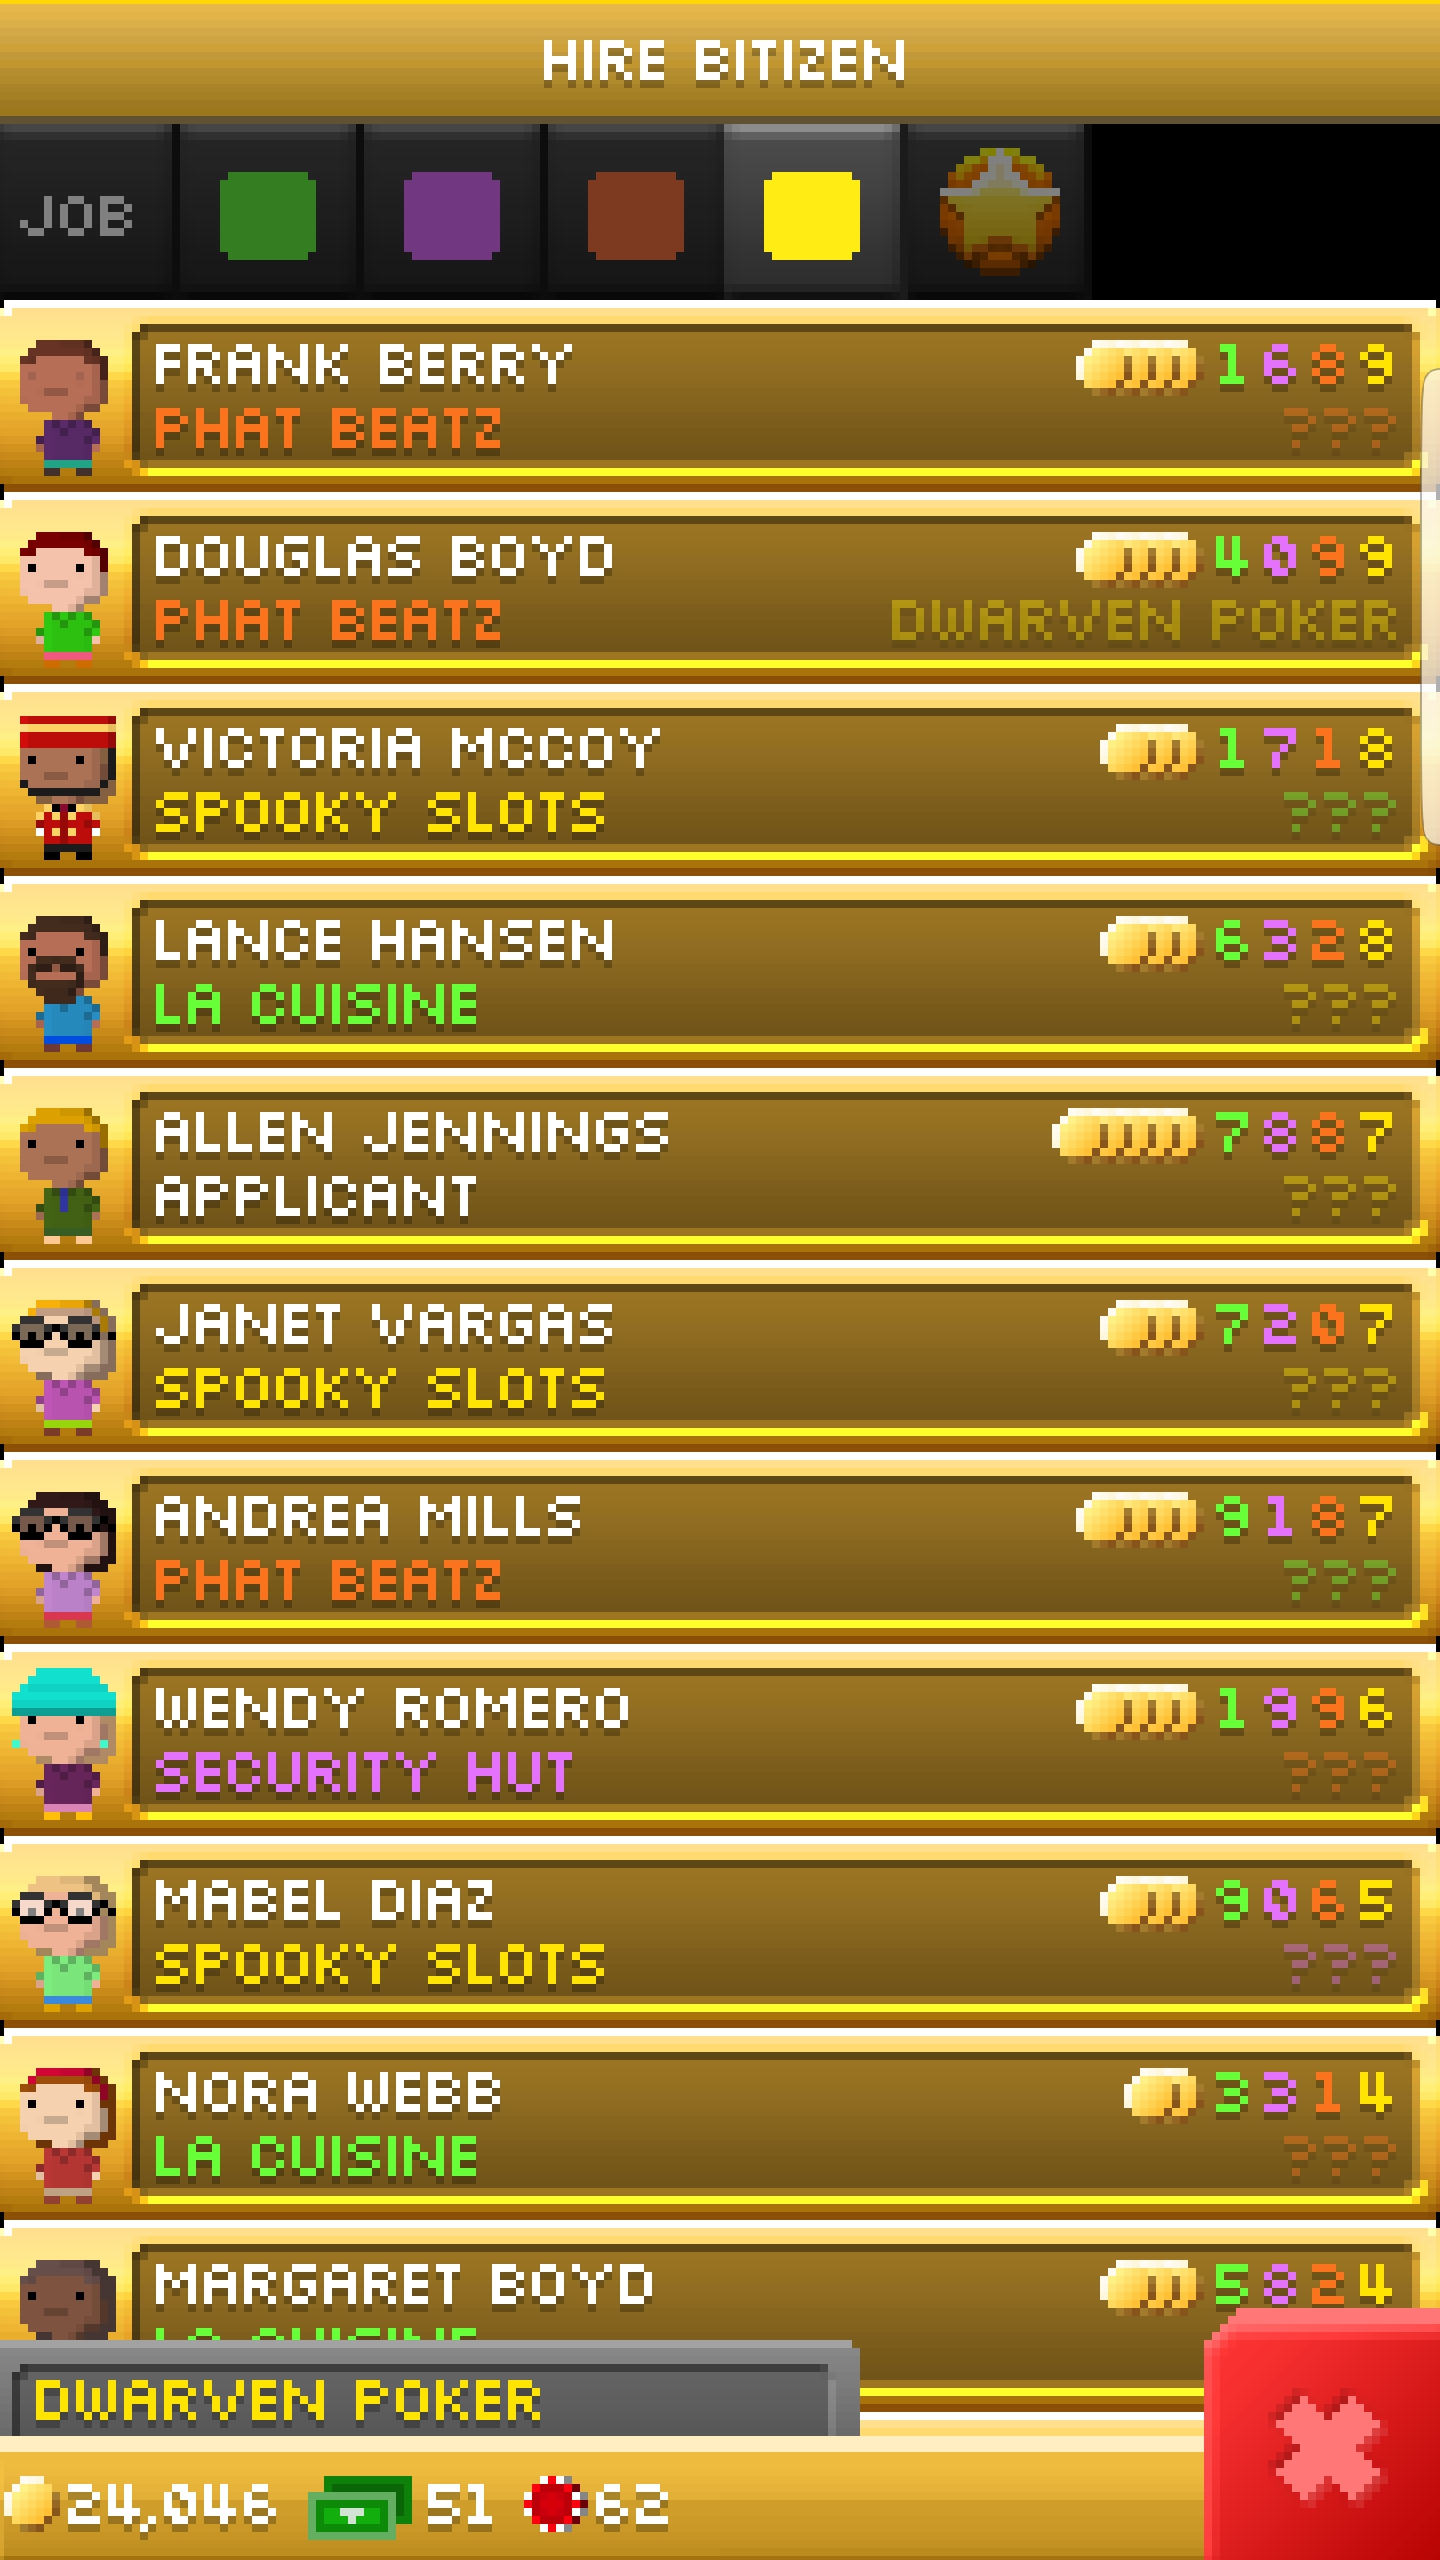 HIRE BITIZEN
JOB
FRANK BERRY 1689
PHAT BEATZ ???
DOUGLAS BOYD 4099
PHAT BEATZ DWARVEN POKER
VICTORIA MCCOY 1718
SPOOKY SLOTS ???
LANCE HANSEN 6328
LA CUISINE ???
ALLEN JENNINGS 7887
APPLICANT ???
JANET VARGAS 7207
SPOOKY SLOTS ???
ANDREA MILLS 9187
PHAT BEATZ ???
WENDY ROMERO 1996
SECURITY HUT ???
MABEL DIAZ 9065
SPOOKY SLOTS ???
NORA WEBB 3314
LA CUISINE ???
MARGARET BOYD 5824
LA CUISINE
DWARVEN POKER
24,046 51 62